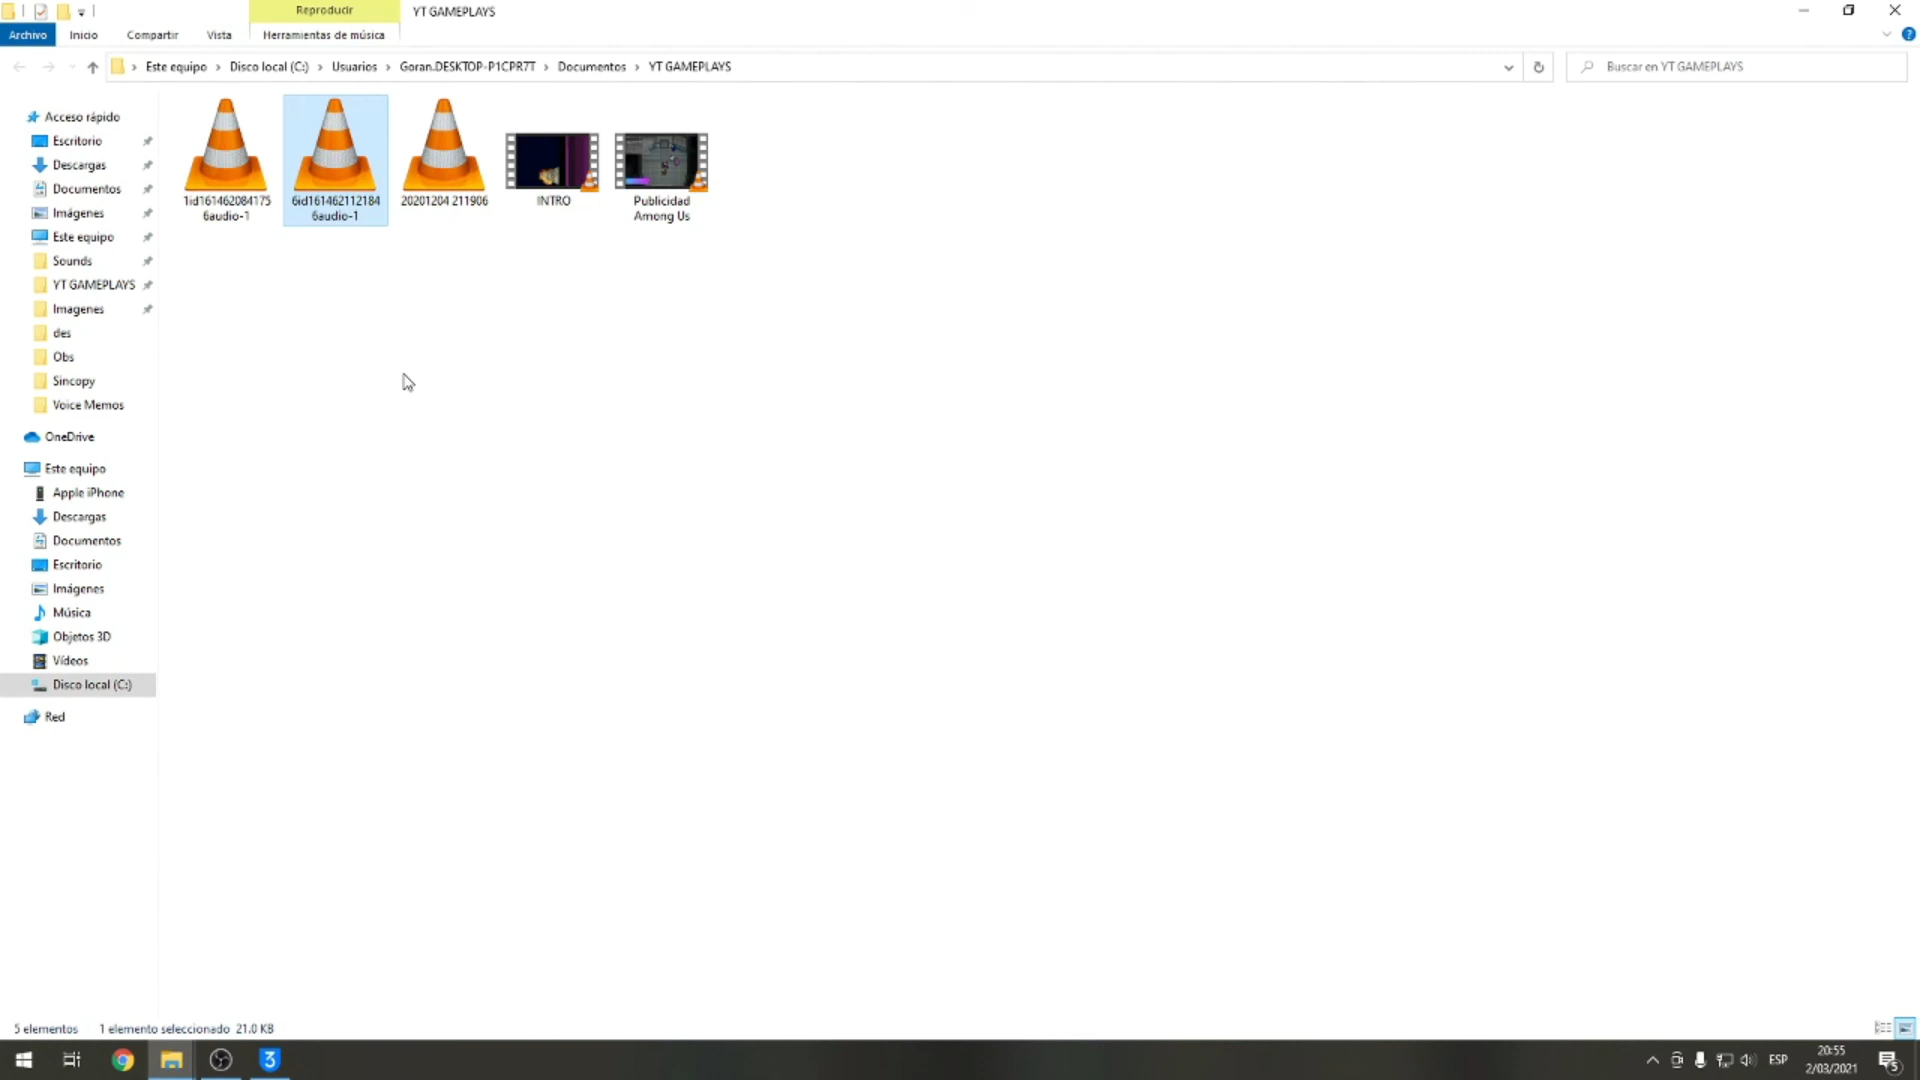 Reproducir
YT GAMEPLAYS
Archivo
Inicio
Compartir
Vista
Herramientas de música
Este equipo
Disco local (C:)
Usuarios
Goran.DESKTOP-P1CPR7T
Documentos
YT GAMEPLAYS
Buscar en YT GAMEPLAYS
Acceso rápido
Escritorio
Descargas
Documentos
Imágenes
Este equipo
Sounds
YT GAMEPLAYS
Imagenes
des
Obs
Sincopy
Voice Memos
OneDrive
Este equipo
Apple iPhone
Descargas
Documentos
Escritorio
Imágenes
Música
Objetos 3D
Vídeos
Disco local (C:)
Red
1id161462084175
6audio-1
6id161462112184
6audio-1
20201204 211906
INTRO
Publicidad
Among Us
5 elementos
1 elemento seleccionado 21.0 KB
3
ESP
20:55
2/03/2021
5